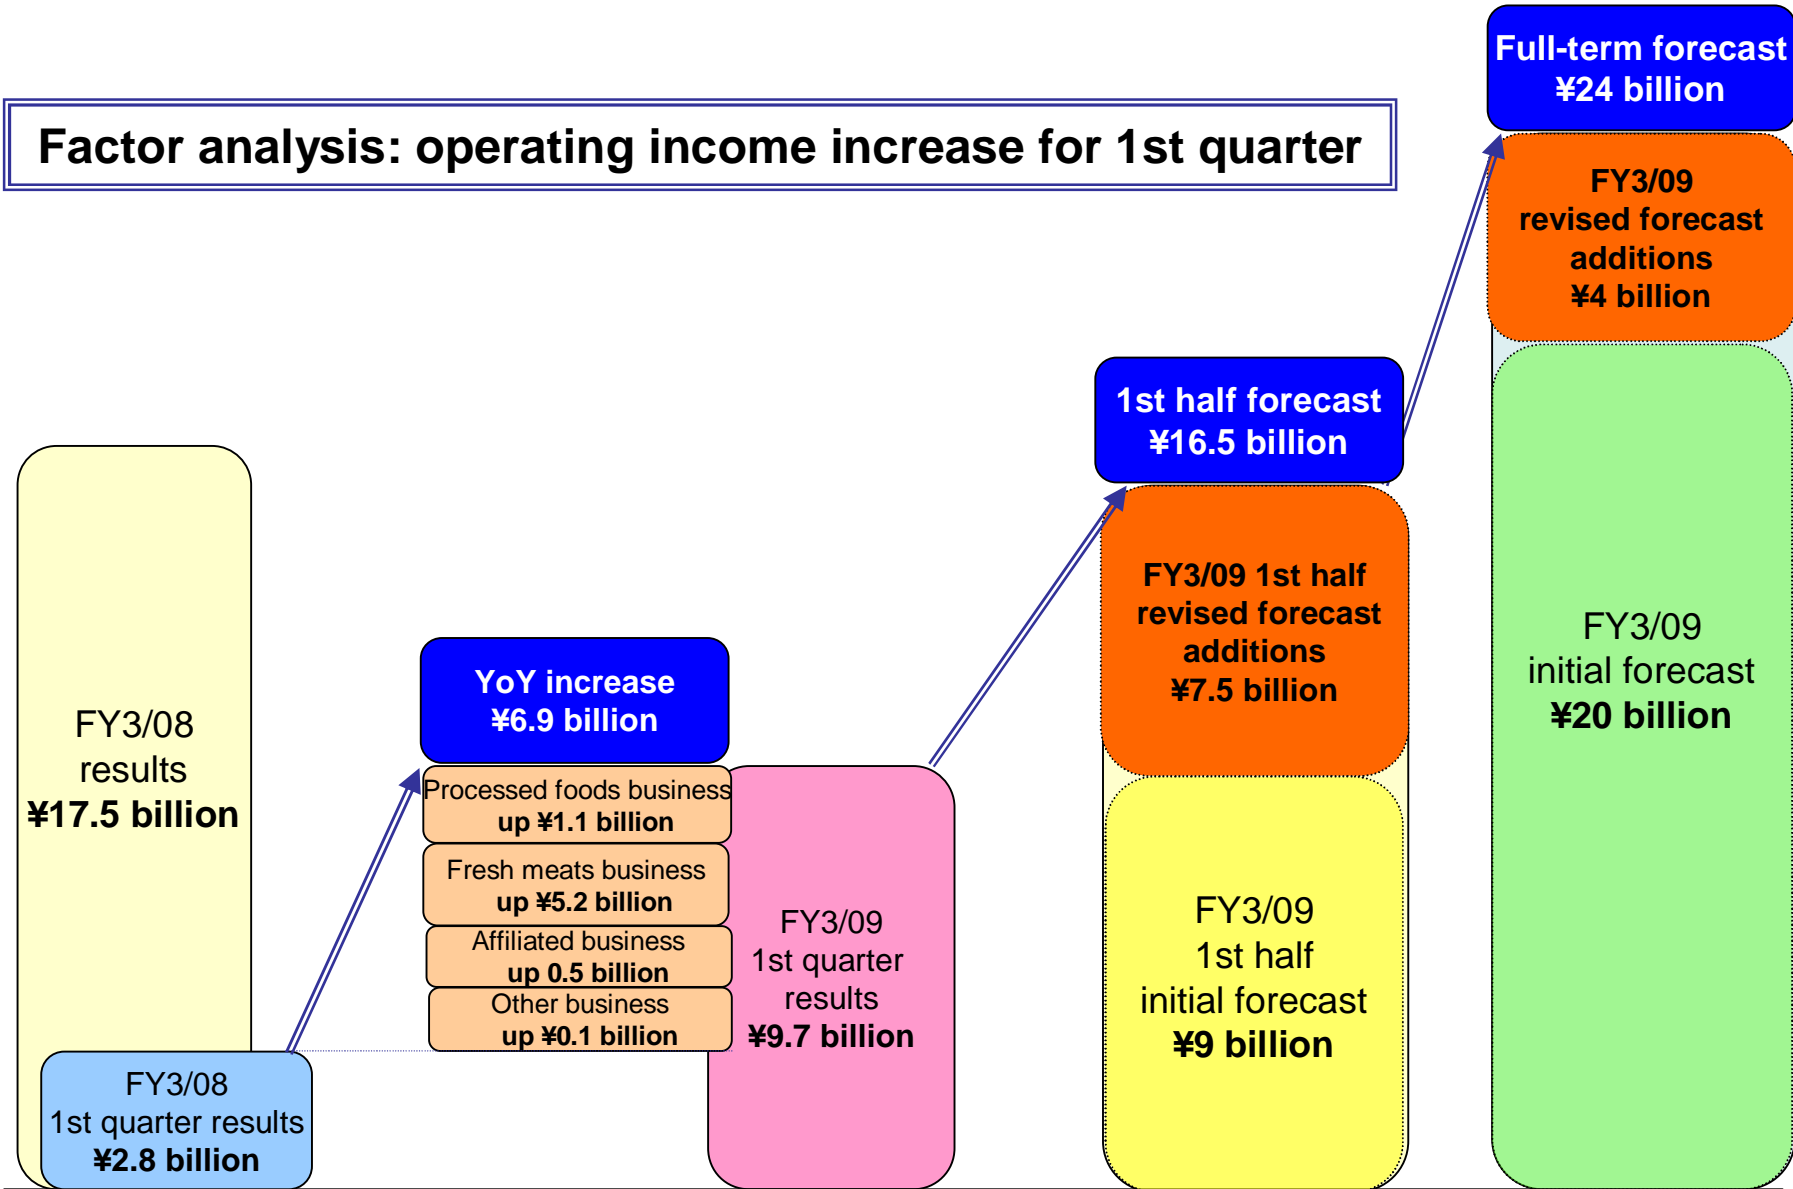 Factor analysis: operating income increase for 1st quarter
FY3/08
results
¥17.5 billion
FY3/08
1st quarter results
¥2.8 billion
YoY increase
¥6.9 billion
Processed foods business
up ¥1.1 billion
Fresh meats business
up ¥5.2 billion
Affiliated business
up 0.5 billion
Other business
up ¥0.1 billion
FY3/09
1st quarter
results
¥9.7 billion
1st half forecast
¥16.5 billion
FY3/09 1st half
revised forecast
additions
¥7.5 billion
FY3/09
1st half
initial forecast
¥9 billion
Full-term forecast
¥24 billion
FY3/09
revised forecast
additions
¥4 billion
FY3/09
initial forecast
¥20 billion